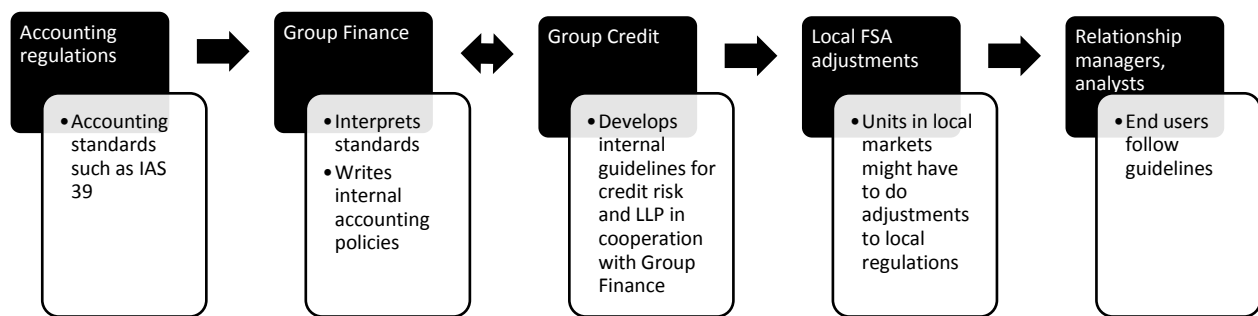 Accounting
regulations
•Accounting
standards
such as IAS
39
Group Finance
•Interprets
standards
•Writes
internal
accounting
policies
Group Credit
•Develops
internal
guidelines for
credit risk
and LLP in
cooperation
with Group
Finance
Local FSA
adjustments
•Units in local
markets
might have
to do
adjustments
to local
regulations
Relationship
managers,
analysts
•End users
follow
guidelines